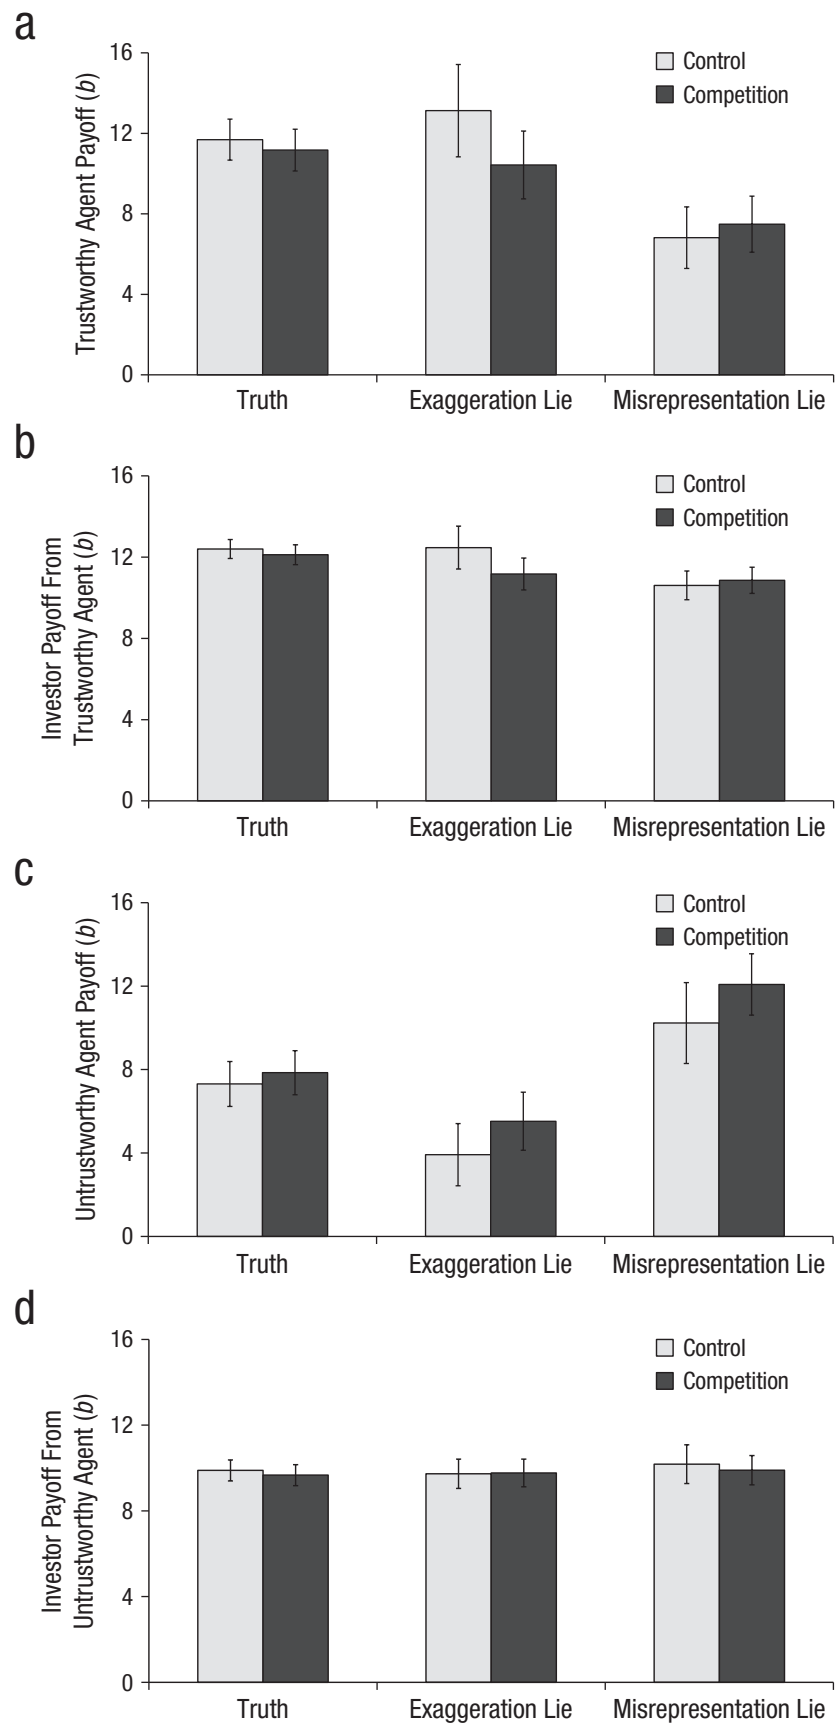 a
16
12
8
4
0
Trustworthy Agent Payoff (b)
Control
Competition
Truth
Exaggeration Lie
Misrepresentation Lie
b
16
12
8
4
0
Investor Payoff From
Trustworthy Agent (b)
Control
Competition
Truth
Exaggeration Lie
Misrepresentation Lie
c
16
12
8
4
0
Untrustworthy Agent Payoff (b)
Control
Competition
Truth
Exaggeration Lie
Misrepresentation Lie
d
16
12
8
4
0
Investor Payoff From
Untrustworthy Agent (b)
Control
Competition
Truth
Exaggeration Lie
Misrepresentation Lie